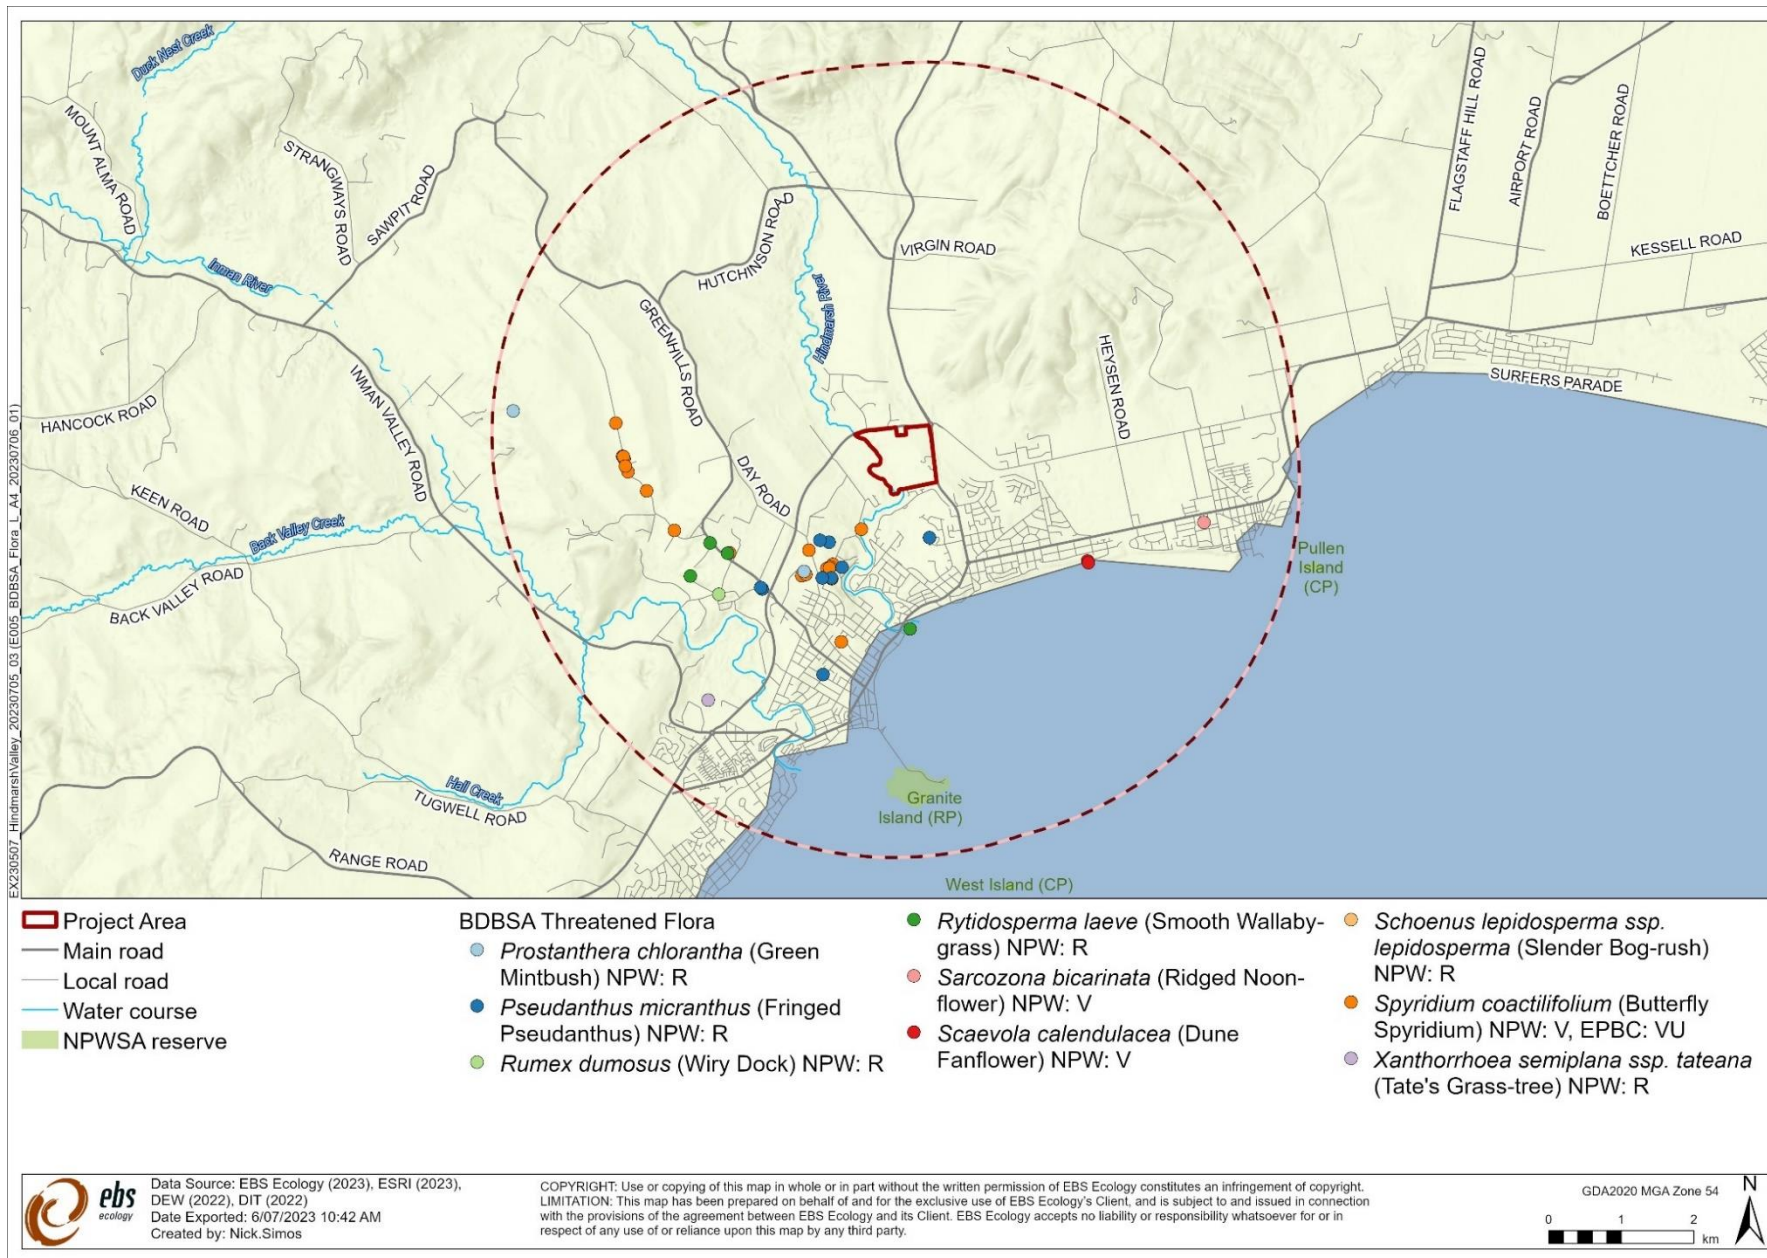 Duck Nest Creek
MOUNT ALMA ROAD
STRANGWAYS ROAD
SAWPIT ROAD
Inman River
HUTCHINSON ROAD
VIRGIN ROAD
Hindmarsh River
GREENHILLS ROAD
FLAGSTAFF HILL ROAD
AIRPORT ROAD
BOETTCHER ROAD
KESSELL ROAD
HEYSEN ROAD
SURFERS PARADE
INMAN VALLEY ROAD
HANCOCK ROAD
DAY ROAD
KEEN ROAD
Back Valley Creek
BACK VALLEY ROAD
Pullen
Island
(CP)
Hall Creek
TUGWELL ROAD
Granite
Island (RP)
RANGE ROAD
West Island (CP)
EX230507_HindmarshValley_20230705_03 (E005_BDBSA_Flora_L_A4_20230706_01)
Project Area
Main road
Local road
Water course
NPWSA reserve
BDBSA Threatened Flora
Prostanthera chlorantha (Green
Mintbush) NPW: R
Pseudanthus micranthus (Fringed
Pseudanthus) NPW: R
Rumex dumosus (Wiry Dock) NPW: R
Rytidosperma laeve (Smooth Wallaby-
grass) NPW: R
Sarcozona bicarinata (Ridged Noon-
flower) NPW: V
Scaevola calendulacea (Dune
Fanflower) NPW: V
Schoenus lepidosperma ssp.
lepidosperma (Slender Bog-rush)
NPW: R
Spyridium coactilifolium (Butterfly
Spyridium) NPW: V, EPBC: VU
Xanthorrhoea semiplana ssp. tateana
(Tate's Grass-tree) NPW: R
ebs
ecology
Data Source: EBS Ecology (2023), ESRI (2023),
DEW (2022), DIT (2022)
Date Exported: 6/07/2023 10:42 AM
Created by: Nick.Simos
COPYRIGHT: Use or copying of this map in whole or in part without the written permission of EBS Ecology constitutes an infringement of copyright.
LIMITATION: This map has been prepared on behalf of and for the exclusive use of EBS Ecology's Client, and is subject to and issued in connection
with the provisions of the agreement between EBS Ecology and its Client. EBS Ecology accepts no liability or responsibility whatsoever for or in
respect of any use of or reliance upon this map by any third party.
GDA2020 MGA Zone 54
0 1 2
km
N